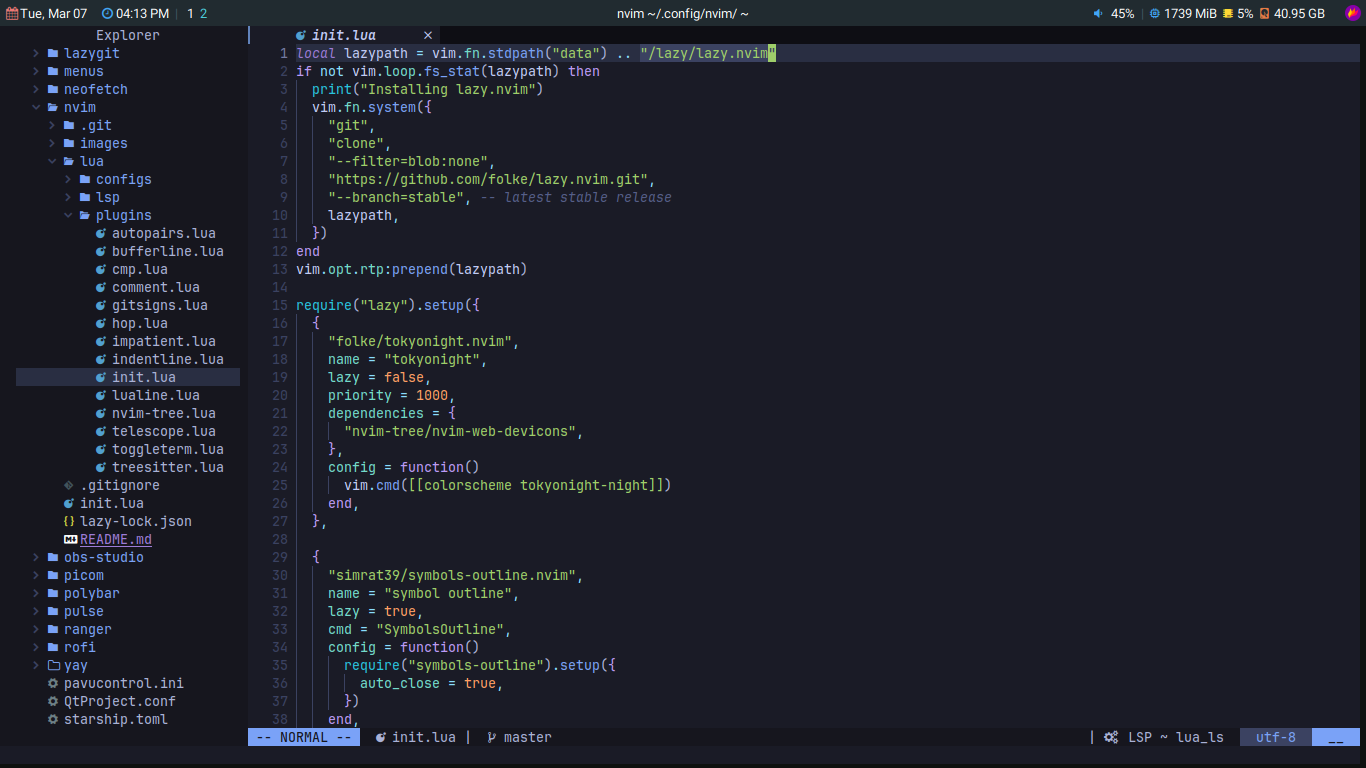 Tue, Mar 07 04:13 PM 1 2 nvim ~/.config/nvim/ ~ 45% 1739 MiB 5% 40.95 GB
Explorer
lazygit
menus
neofetch
nvim
.git
images
lua
configs
lsp
plugins
autopairs.lua
bufferline.lua
cmp.lua
comment.lua
gitsigns.lua
hop.lua
impatient.lua
indentline.lua
init.lua
lualine.lua
nvim-tree.lua
telescope.lua
toggleterm.lua
treesitter.lua
.gitignore
init.lua
{} lazy-lock.json
README.md
obs-studio
picom
polybar
pulse
ranger
rofi
yay
pavucontrol.ini
QtProject.conf
starship.toml
init.lua ×
1 local lazypath = vim.fn.stdpath("data") .. "/lazy/lazy.nvim"
2 if not vim.loop.fs_stat(lazypath) then
3 print("Installing lazy.nvim")
4 vim.fn.system({
5 "git",
6 "clone",
7 "--filter=blob:none",
8 "https://github.com/folke/lazy.nvim.git",
9 "--branch=stable", -- latest stable release
10 lazypath,
11 })
12 end
13 vim.opt.rtp:prepend(lazypath)
14
15 require("lazy").setup({
16 {
17 "folke/tokyonight.nvim",
18 name = "tokyonight",
19 lazy = false,
20 priority = 1000,
21 dependencies = {
22 "nvim-tree/nvim-web-devicons",
23 },
24 config = function()
25 vim.cmd([[colorscheme tokyonight-night]])
26 end,
27 },
28
29 {
30 "simrat39/symbols-outline.nvim",
31 name = "symbol outline",
32 lazy = true,
33 cmd = "SymbolsOutline",
34 config = function()
35 require("symbols-outline").setup({
36 auto_close = true,
37 })
38 end,
-- NORMAL -- init.lua | master | LSP ~ lua_ls utf-8 __